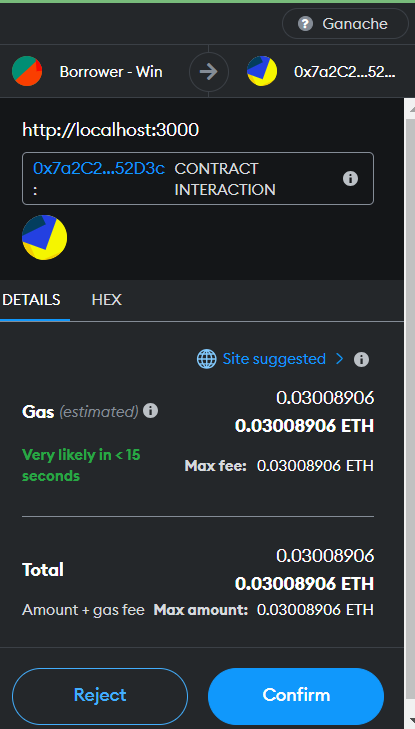 ? Ganache
Borrower - Win 0x7a2C2...52...
http://localhost:3000
0x7a2C2...52D3c CONTRACT
: INTERACTION
DETAILS HEX
Site suggested >
0.03008906
Gas (estimated) 0.03008906 ETH
Very likely in < 15 Max fee: 0.03008906 ETH
seconds
0.03008906
Total 0.03008906 ETH
Amount + gas fee Max amount: 0.03008906 ETH
Reject Confirm